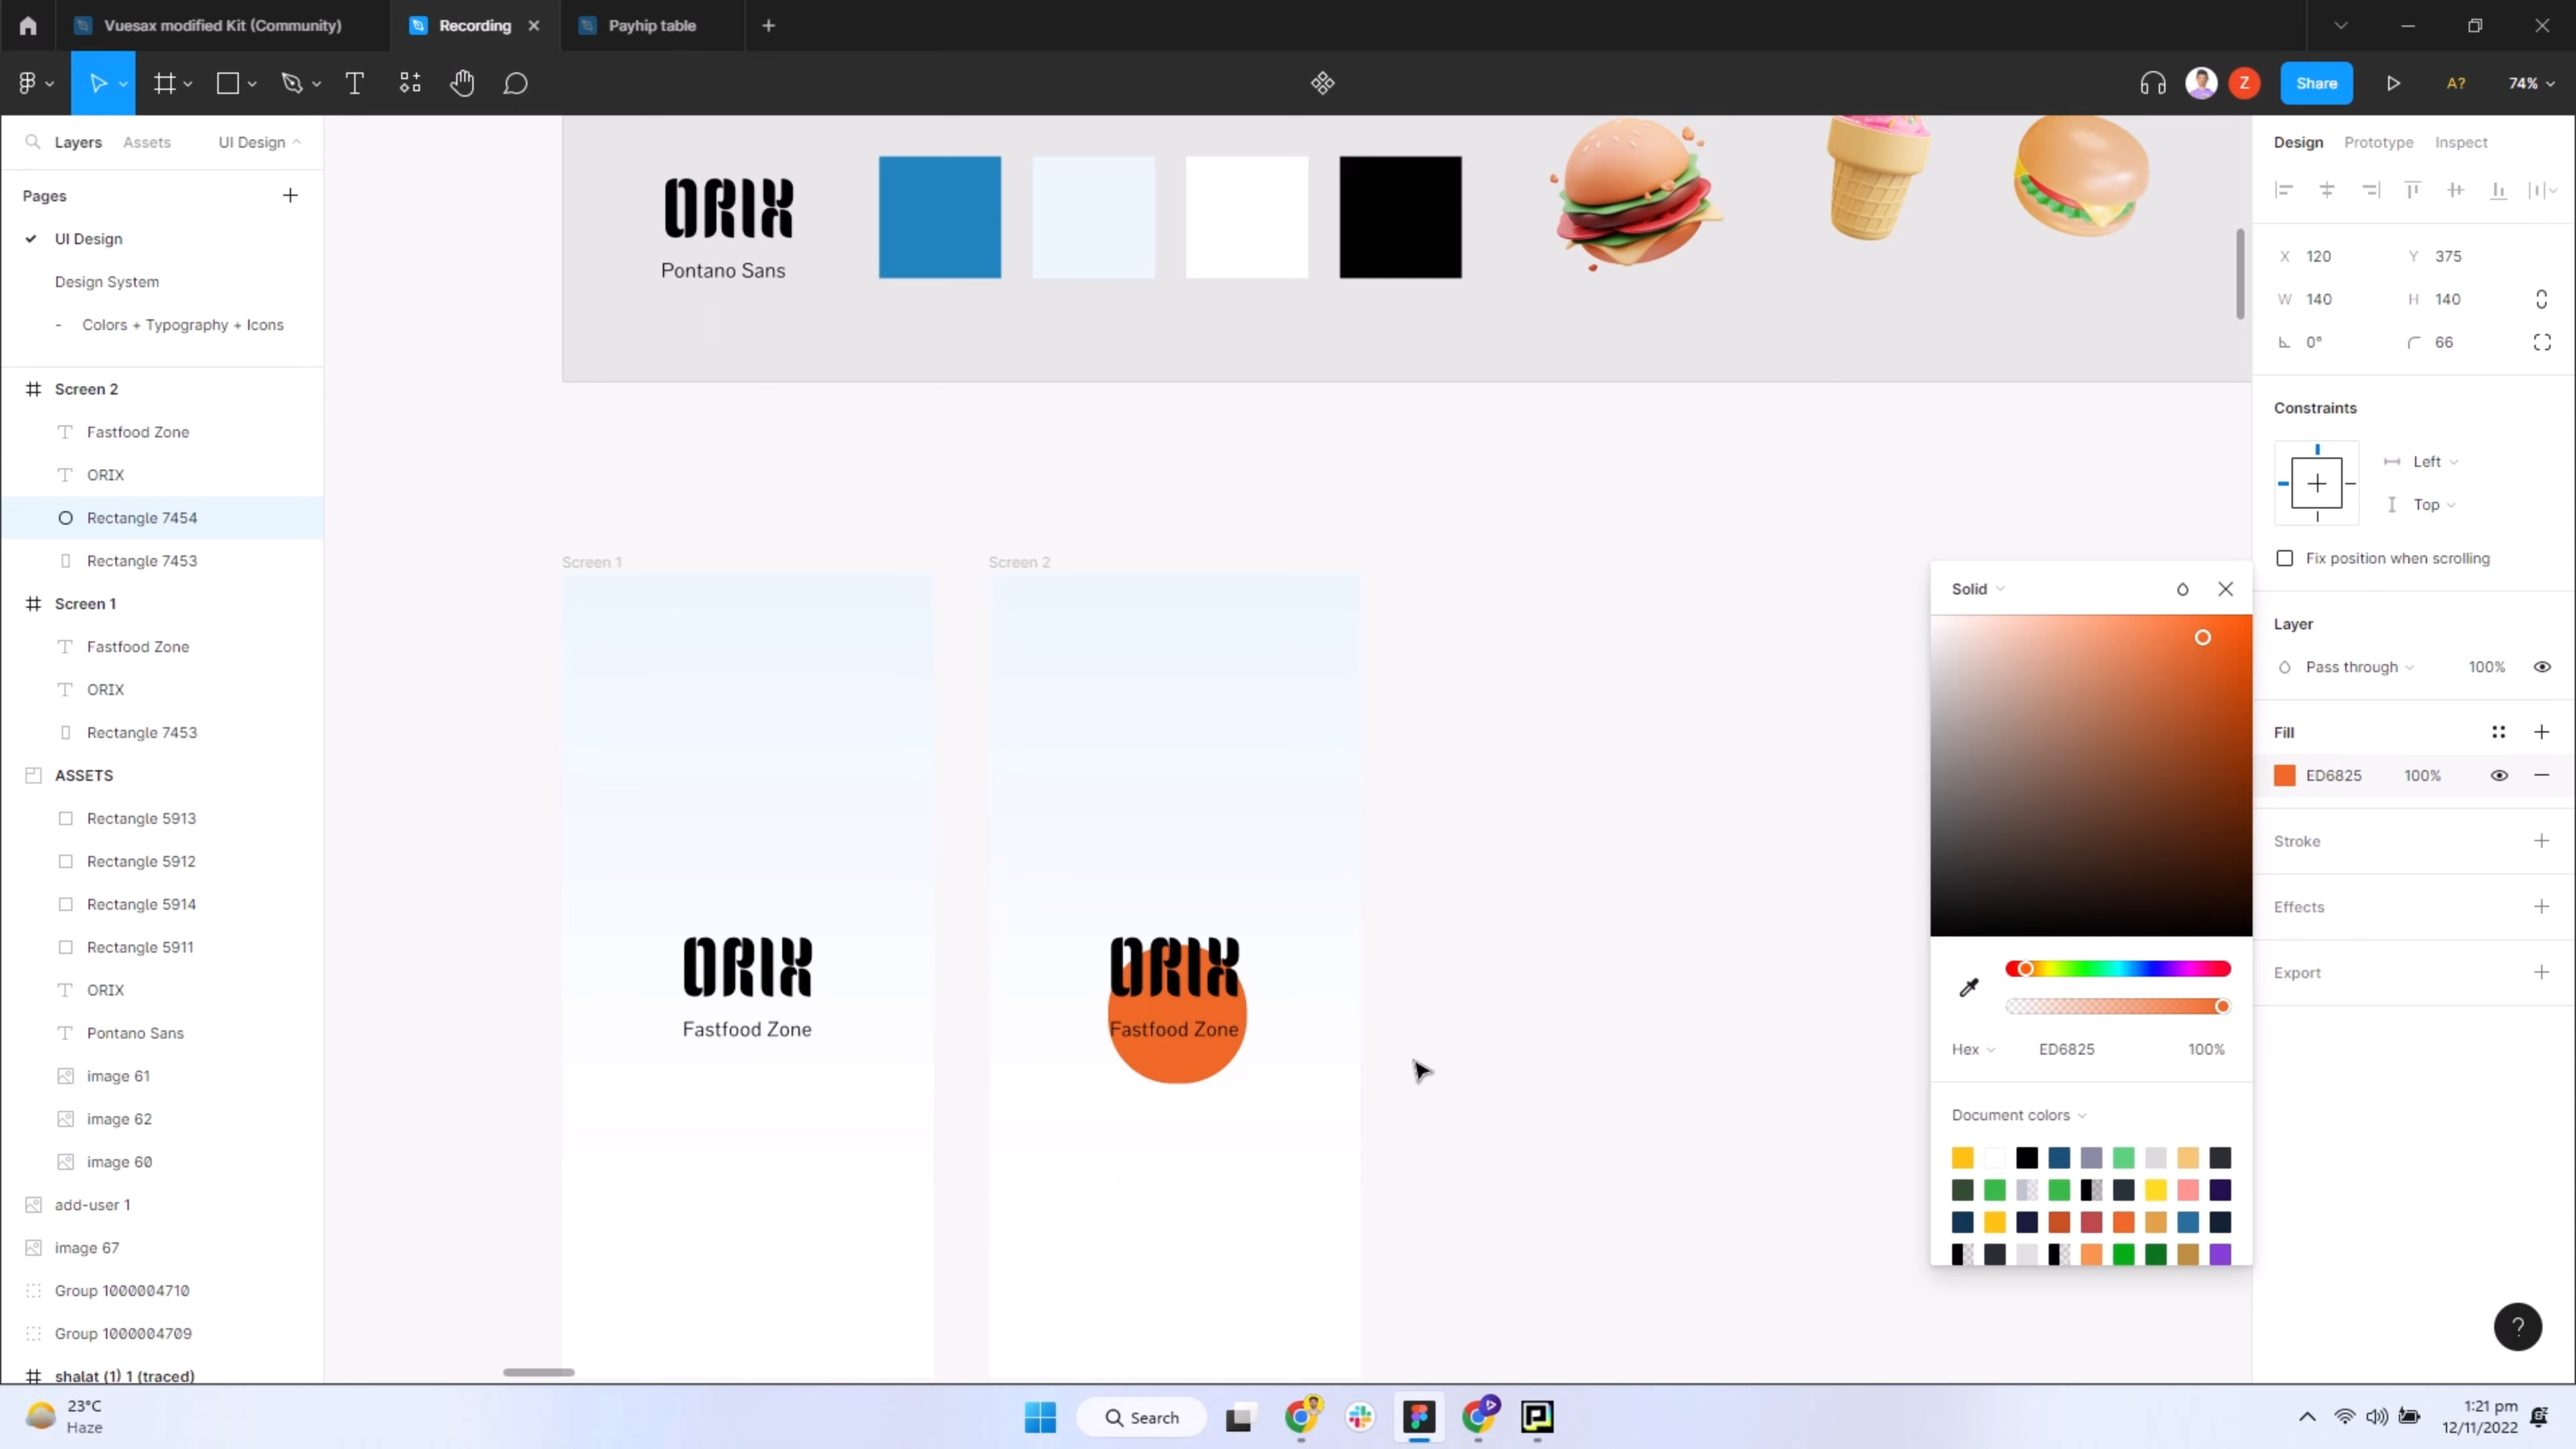 Vuesax modified Kit (Community)
Recording
Payhip table
Z
Share
A?
74%
Layers
Assets
UI Design
Pages
UI Design
Design System
- Colors + Typography + Icons
Screen 2
Fastfood Zone
ORIX
Rectangle 7454
Rectangle 7453
Screen 1
Fastfood Zone
ORIX
Rectangle 7453
ASSETS
Rectangle 5913
Rectangle 5912
Rectangle 5914
Rectangle 5911
ORIX
Pontano Sans
image 61
image 62
image 60
add-user 1
image 67
Group 1000004710
Group 1000004709
shalat (1) 1 (traced)
ORIX
Pontano Sans
Screen 1
Screen 2
ORIX
Fastfood Zone
ORIX
Fastfood Zone
Solid
Hex
ED6825
100%
Document colors
Design
Prototype
Inspect
X 120
Y 375
W 140
H 140
0°
66
Constraints
Left
Top
Fix position when scrolling
Layer
Pass through
100%
Fill
ED6825
100%
Stroke
Effects
Export
?
23°C
Haze
Search
1:21 pm
12/11/2022